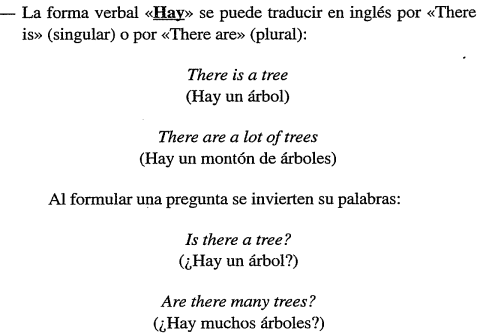 — La forma verbal «Hay» se puede traducir en inglés por «There
is» (singular) o por «There are» (plural):
There is a tree
(Hay un árbol)
There are a lot of trees
(Hay un montón de árboles)
Al formular una pregunta se invierten su palabras:
Is there a tree?
(¿Hay un árbol?)
Are there many trees?
(¿Hay muchos árboles?)